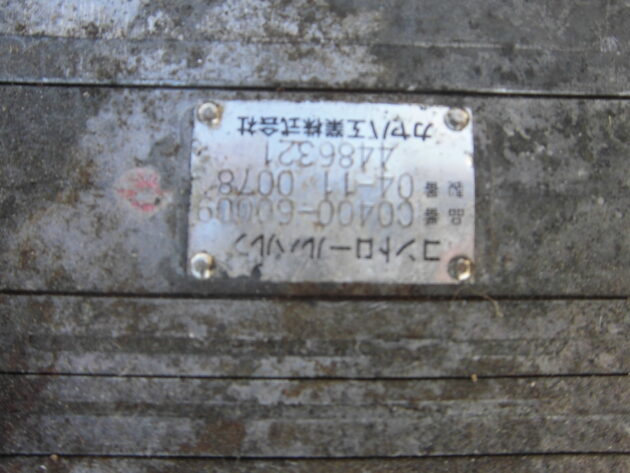 コントロールバルブ
品番 C0400-60009
製番 04-11 0078
4486321
カヤバ工業株式会社